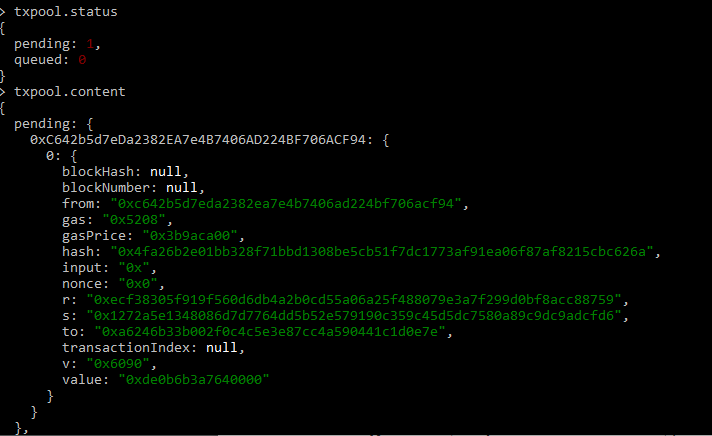 > txpool.status
{
  pending: 1,
  queued: 0
}
> txpool.content
{
  pending: {
    0xC642b5d7eDa2382EA7e4B7406AD224BF706ACF94: {
      0: {
        blockHash: null,
        blockNumber: null,
        from: "0xc642b5d7eda2382ea7e4b7406ad224bf706acf94",
        gas: "0x5208",
        gasPrice: "0x3b9aca00",
        hash: "0x4fa26b2e01bb328f71bbd1308be5cb51f7dc1773af91ea06f87af8215cbc626a",
        input: "0x",
        nonce: "0x0",
        r: "0xecf38305f919f560d6db4a2b0cd55a06a25f488079e3a7f299d0bf8acc88759",
        s: "0x1272a5e1348086d7d7764dd5b52e579190c359c45d5dc7580a89c9dc9adcfd6",
        to: "0xa6246b33b002f0c4c5e3e87cc4a590441c1d0e7e",
        transactionIndex: null,
        v: "0x6090",
        value: "0xde0b6b3a7640000"
      }
    }
  },